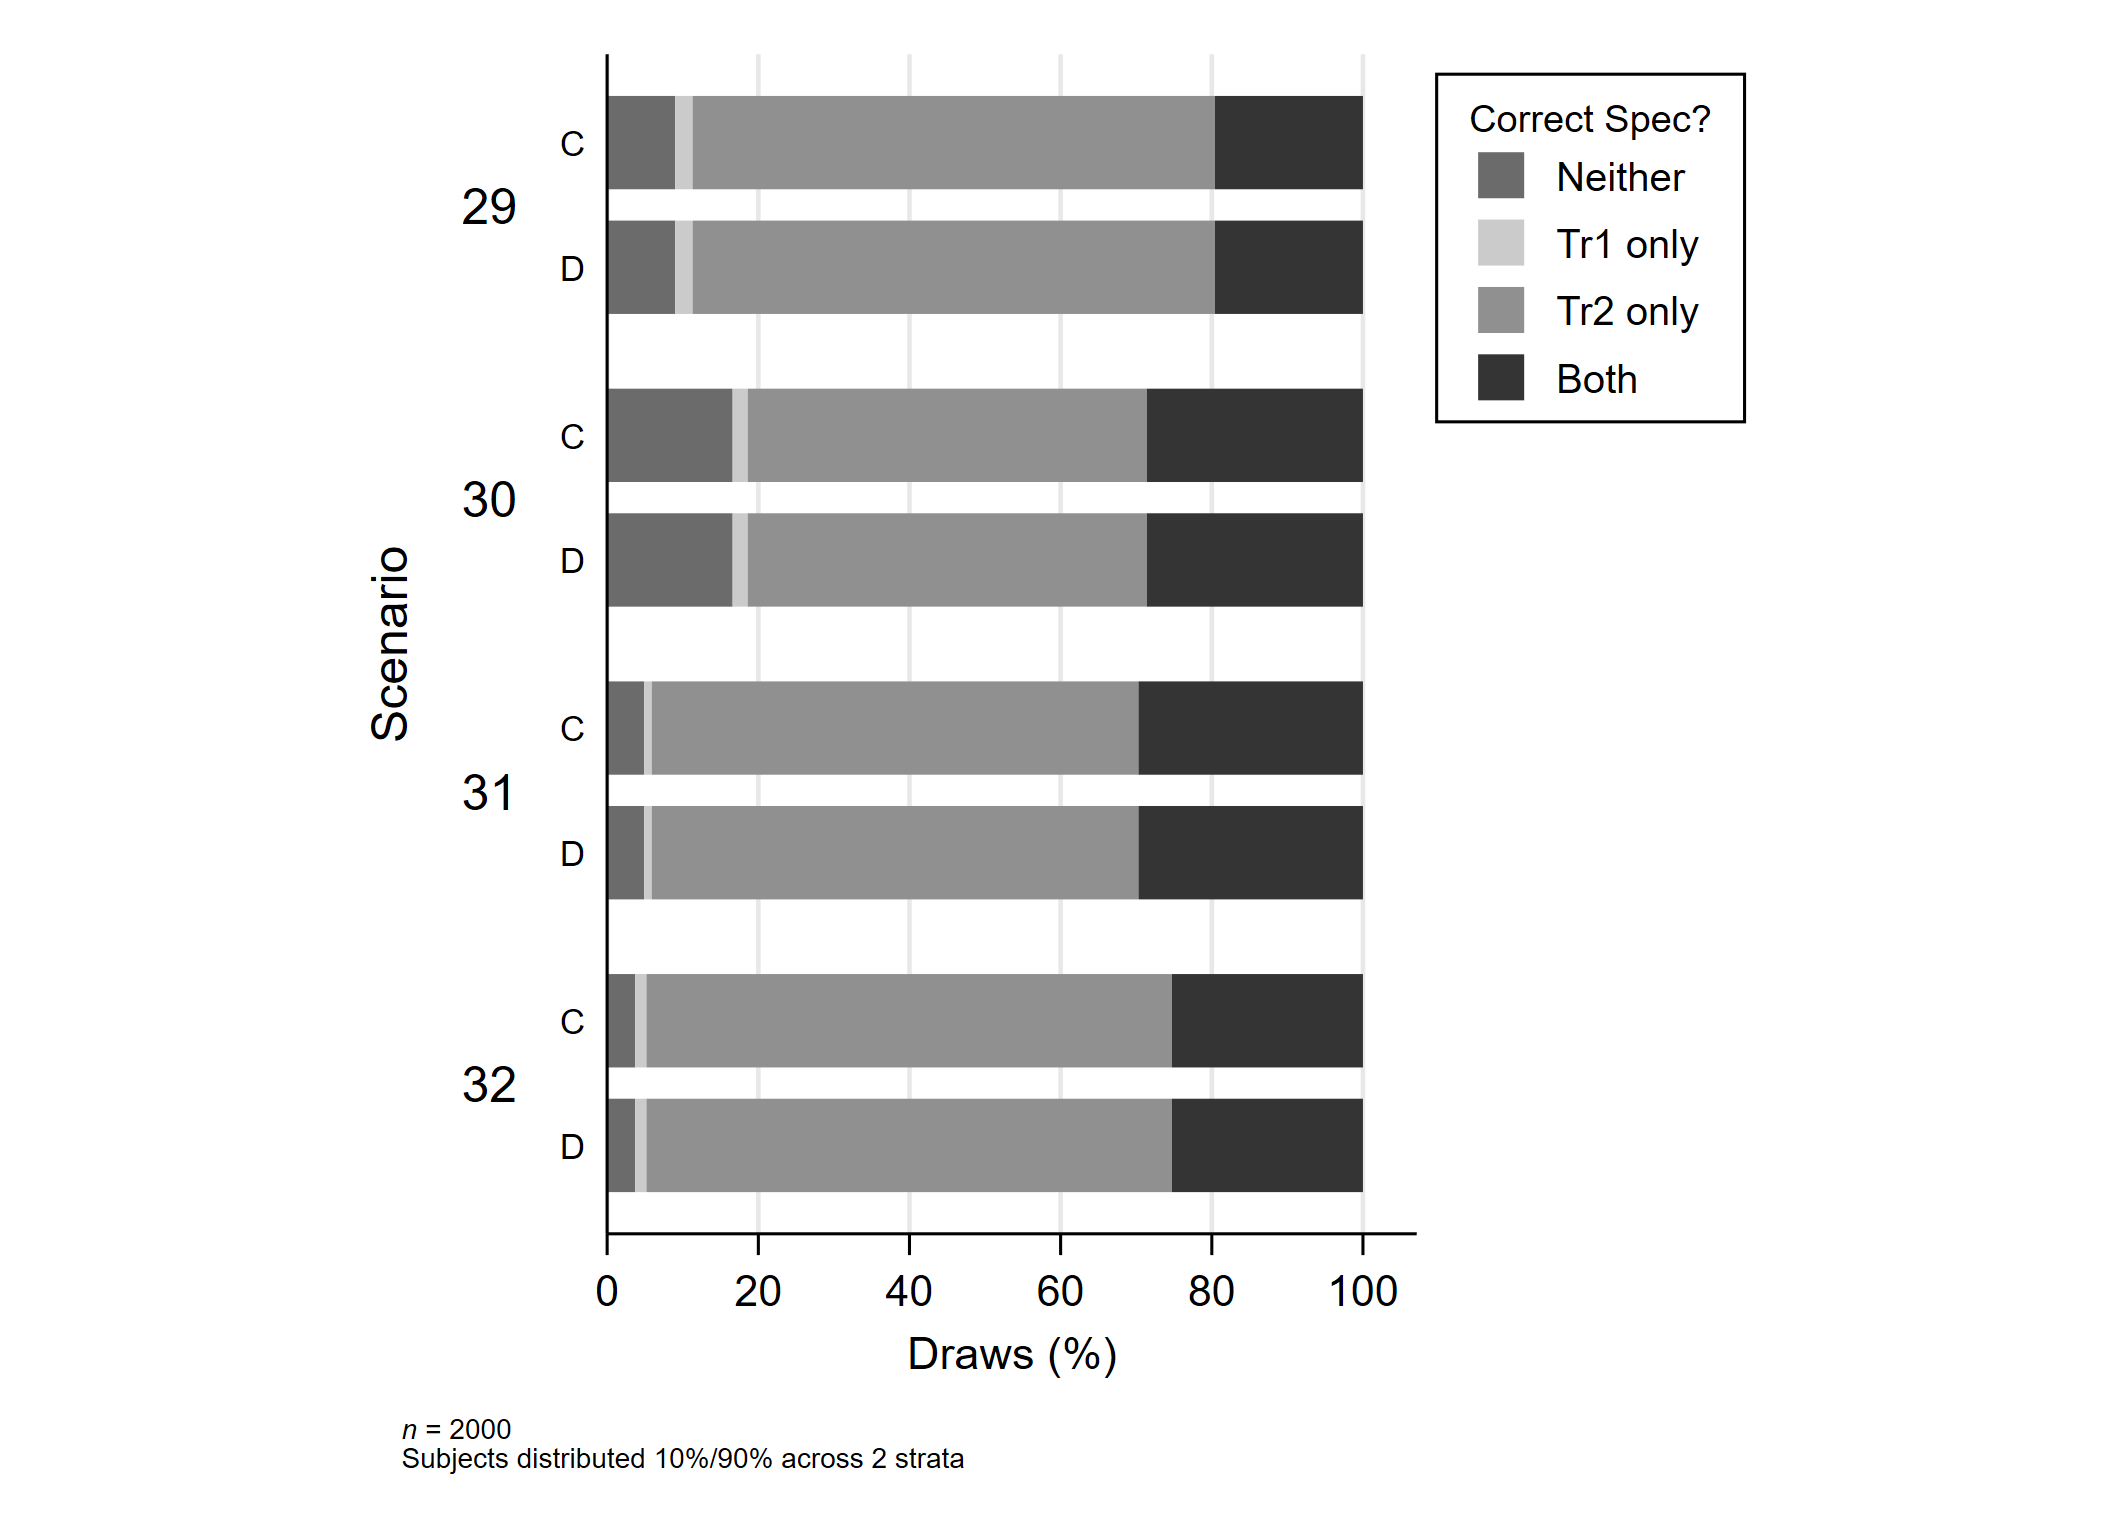 Correct Spec?
Neither
Tr1 only
Tr2 only
Both
Scenario
29
C
D
30
C
D
31
C
D
32
C
D
0 20 40 60 80 100
Draws (%)
n = 2000
Subjects distributed 10%/90% across 2 strata